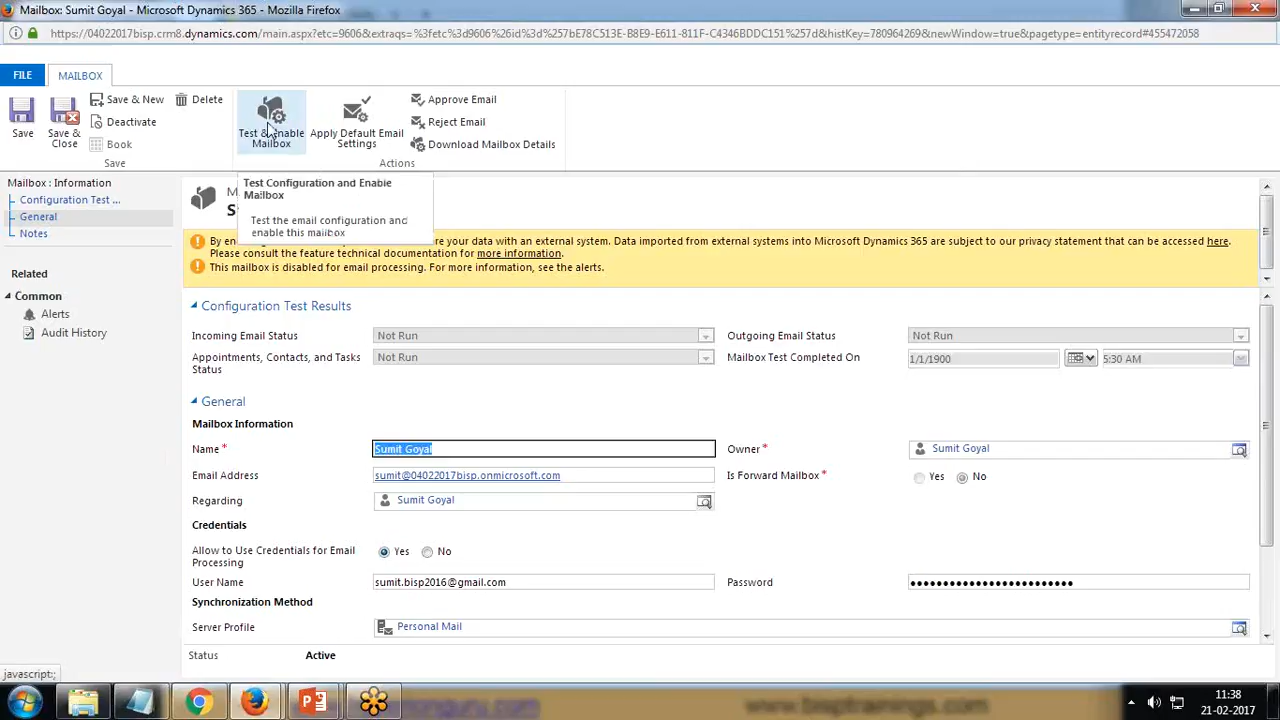 Mailbox: Sumit Goyal - Microsoft Dynamics 365 - Mozilla Firefox
https://04022017bisp.crm8.dynamics.com/main.aspx?etc=9606&extraqs=%3fetc%3d9606%26id%3d%257bE78C513E-B8E9-E611-811F-C4346BDDC151%257d&histKey=780964269&newWindow=true&pagetype=entityrecord#455472058
FILE MAILBOX
Save
Save & Close
Save & New
Deactivate
Book
Delete
Save
Test & Enable Mailbox
Apply Default Email Settings
Approve Email
Reject Email
Download Mailbox Details
Actions
Test Configuration and Enable
Mailbox
Test the email configuration and
enable this mailbox
Mailbox : Information
Configuration Test ...
General
Notes
Related
Common
Alerts
Audit History
By en
re your data with an external system. Data imported from external systems into Microsoft Dynamics 365 are subject to our privacy statement that can be accessed here.
Please consult the feature technical documentation for more information.
This mailbox is disabled for email processing. For more information, see the alerts.
Configuration Test Results
Incoming Email Status Not Run Outgoing Email Status Not Run
Appointments, Contacts, and Tasks Status Not Run Mailbox Test Completed On 1/1/1900 5:30 AM
General
Mailbox Information
Name * Sumit Goyal Owner * Sumit Goyal
Email Address sumit@04022017bisp.onmicrosoft.com Is Forward Mailbox * Yes No
Regarding Sumit Goyal
Credentials
Allow to Use Credentials for Email Processing Yes No
User Name sumit.bisp2016@gmail.com Password
Synchronization Method
Server Profile Personal Mail
Status Active
javascript:;
www.bisptrainings.com
11:38
21-02-2017